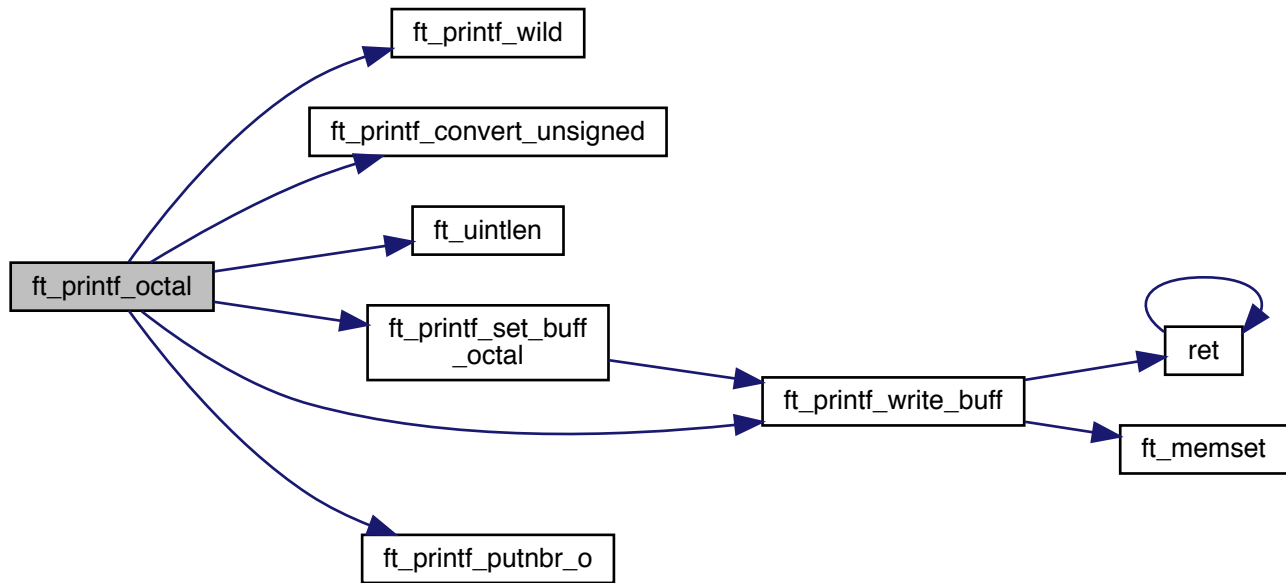 ft_printf_wild
ft_printf_convert_unsigned
ft_uintlen
ft_printf_octal
ft_printf_set_buff
_octal
ret
ft_printf_write_buff
ft_memset
ft_printf_putnbr_o